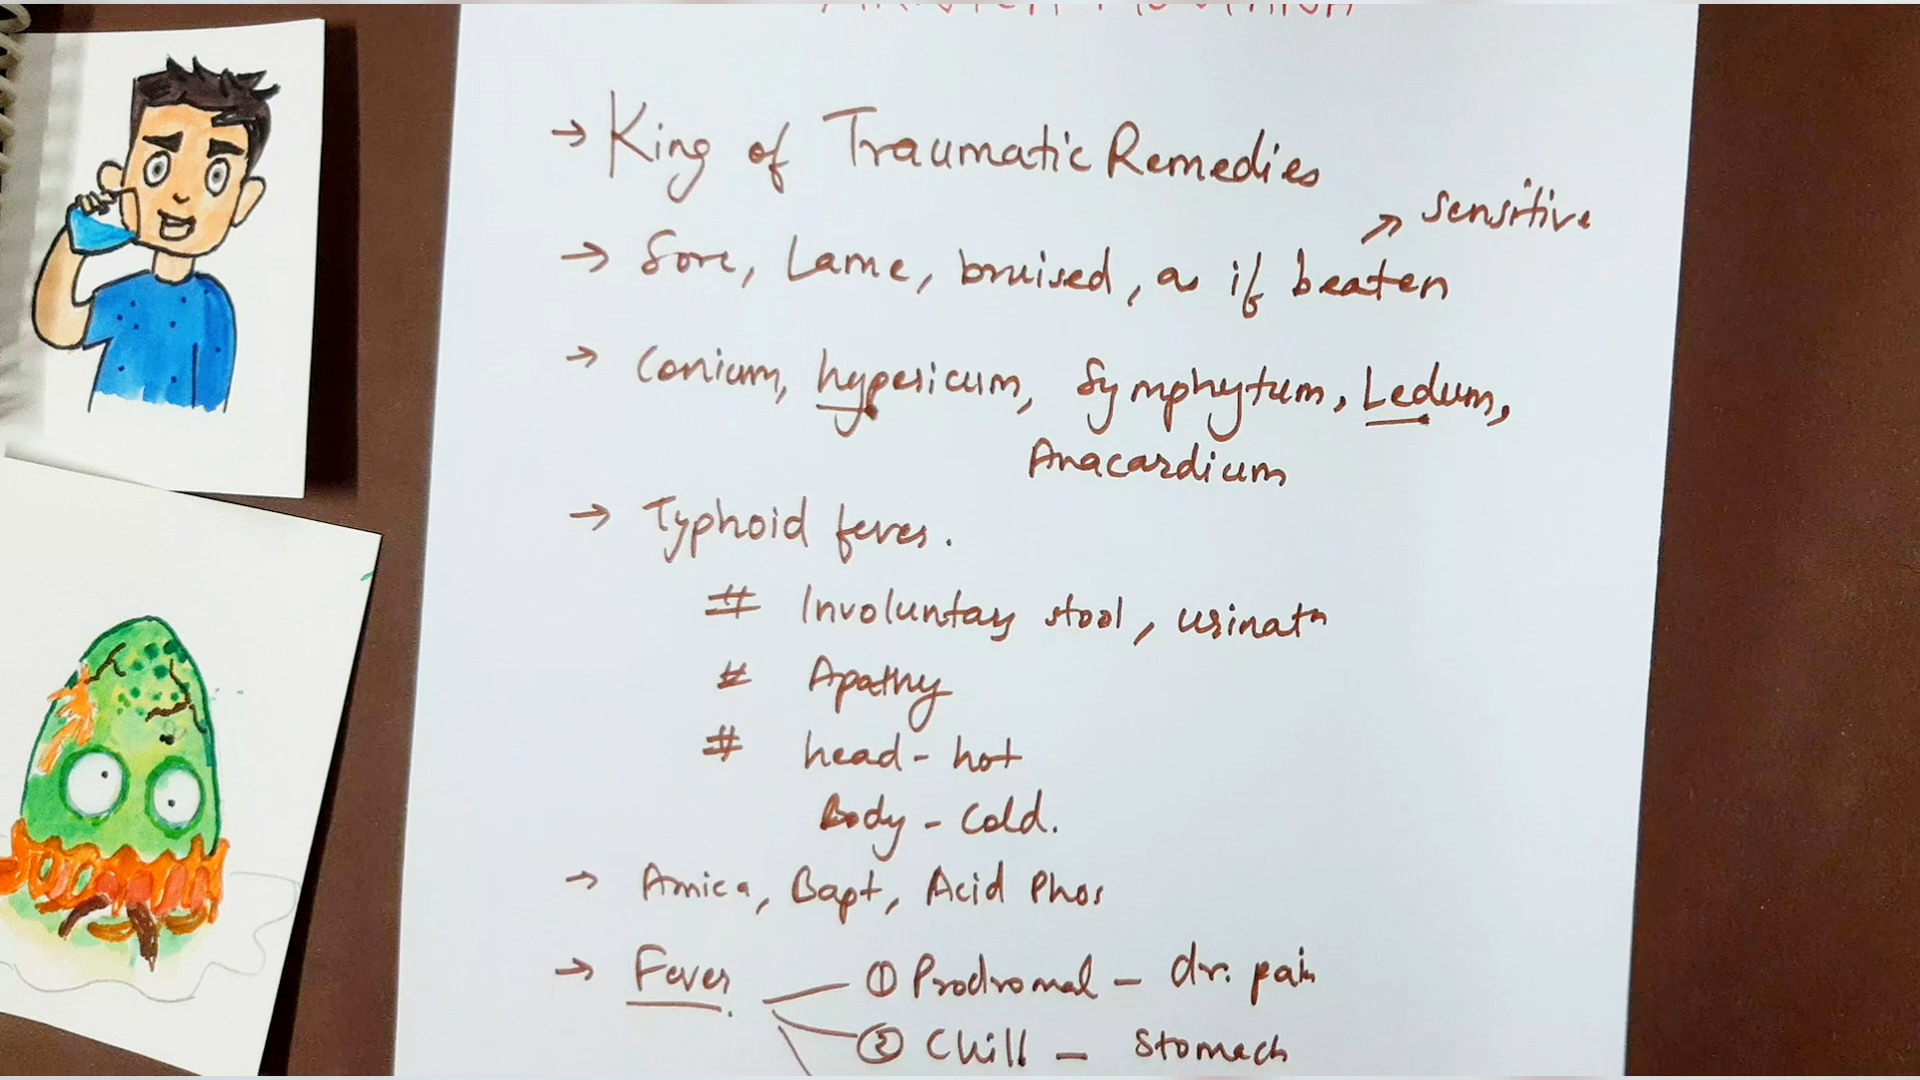 → King of Traumatic Remedies
↗ sensitive
→ Sore, Lame, bruised, as if beaten
→ Conium, hypericum, Symphytum, Ledum,
Anacardium
→ Typhoid fever.
# Involuntary stool, urinatn
# Apathy
# head - hot
Body - Cold.
→ Arnica, Bapt, Acid Phos
→ Fever. ① Prodromal - dr. pain
② Chill - Stomach